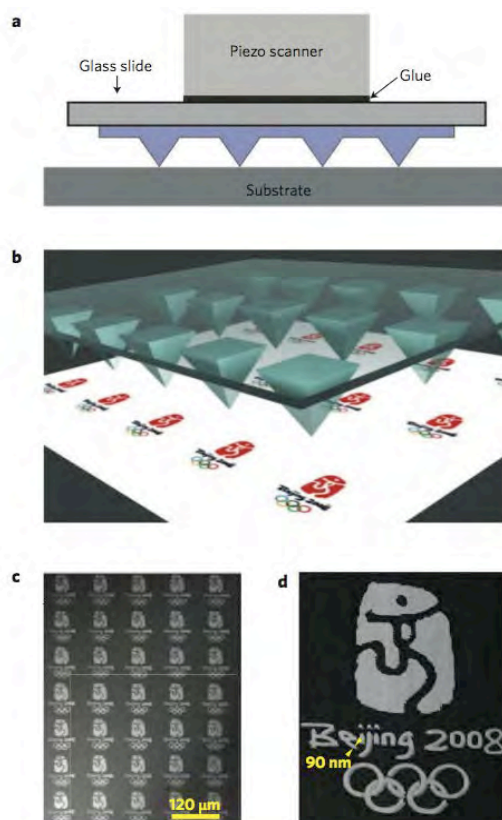 a
Piezo scanner
Glass slide
Glue
Substrate
b
c
d
Beijing 2008
90 nm
120 µm